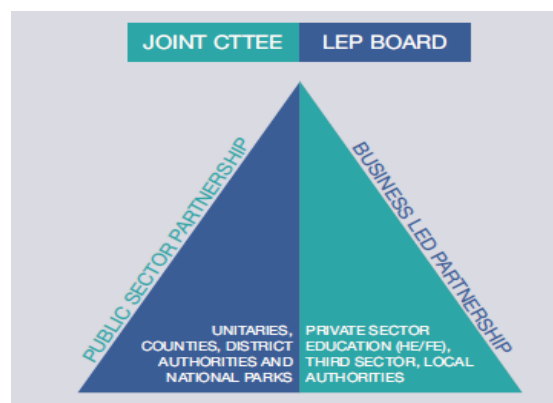 JOINT CTTEE
LEP BOARD
PUBLIC SECTOR PARTNERSHIP
BUSINESS LED PARTNERSHIP
UNITARIES,
COUNTIES, DISTRICT
AUTHORITIES AND
NATIONAL PARKS
PRIVATE SECTOR
EDUCATION (HE/FE),
THIRD SECTOR, LOCAL
AUTHORITIES